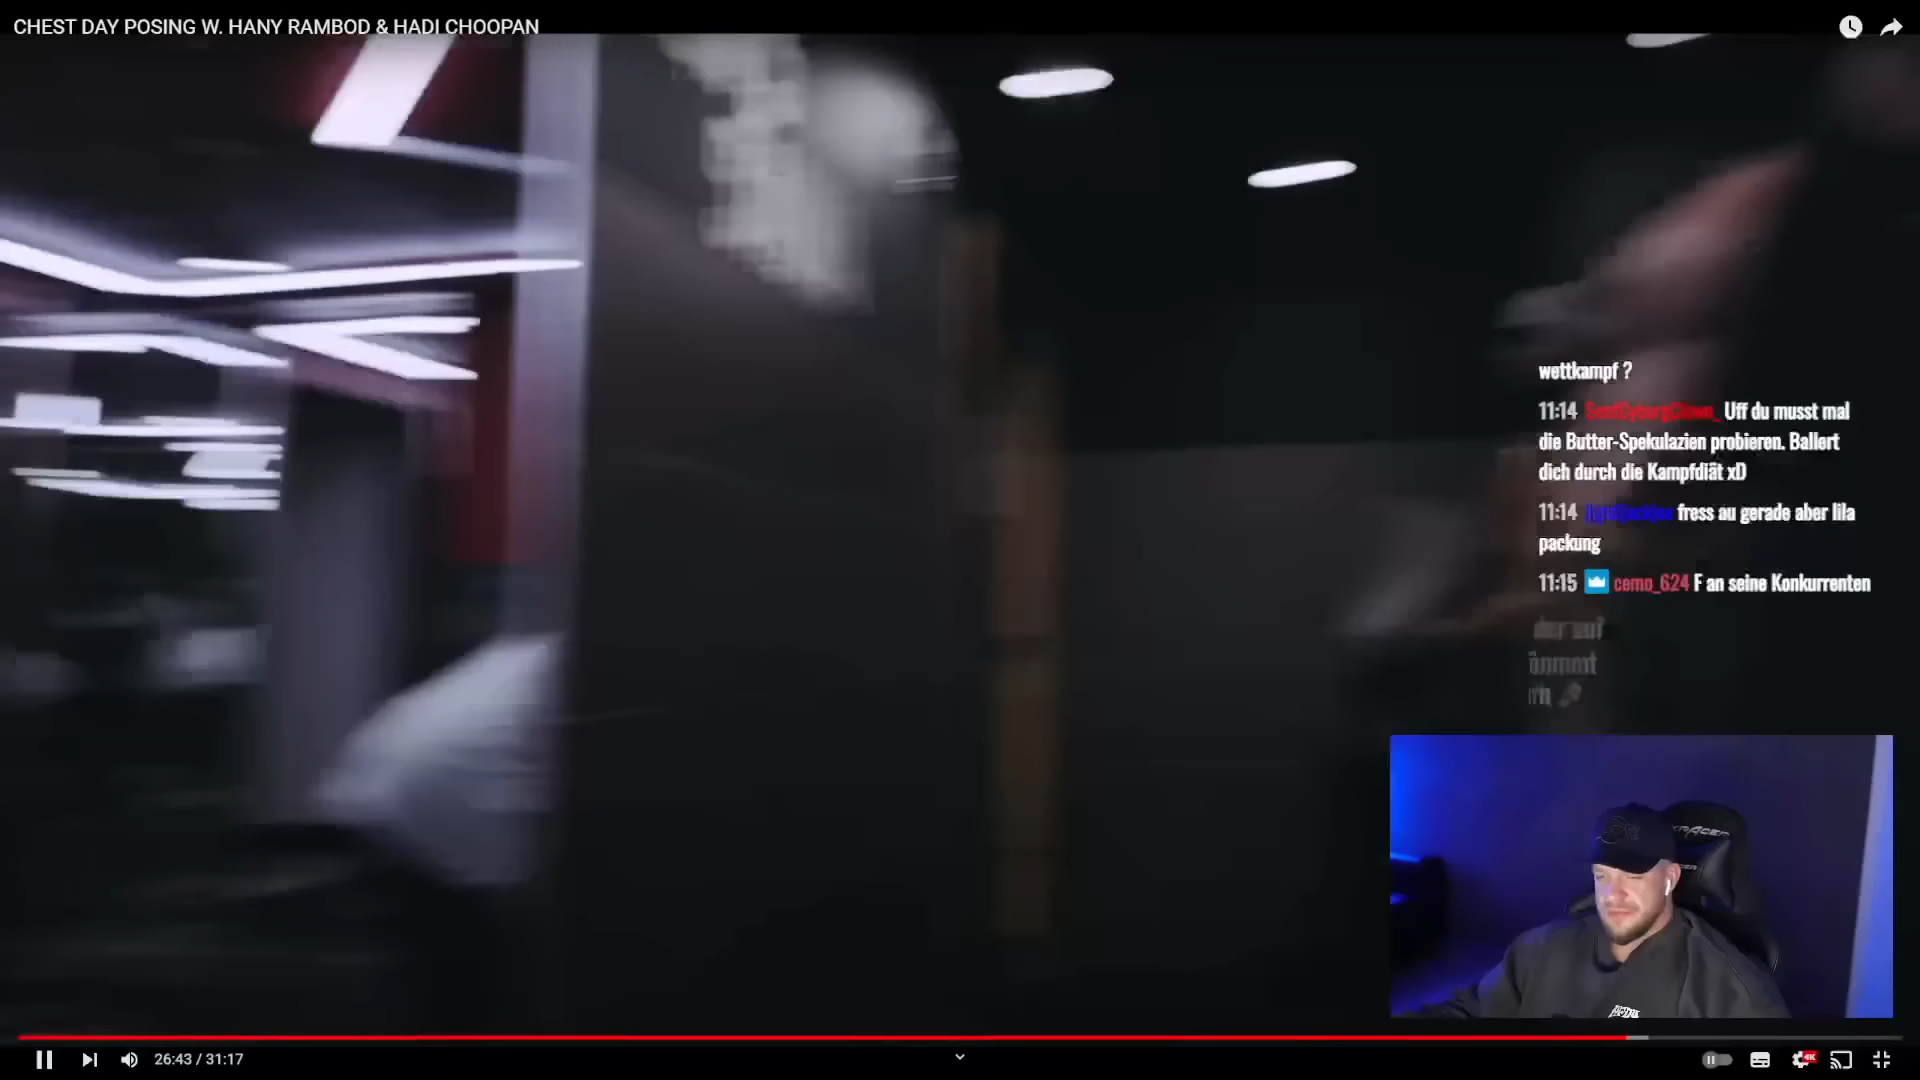 CHEST DAY POSING W. HANY RAMBOD & HADI CHOOPAN
wettkampf ?
11:14 SentCyborgClown_ Uff du musst mal
die Butter-Spekulazien probieren. Ballert
dich durch die Kampfdiät xD
11:14 fress au gerade aber lila
packung
11:15 cemo_624 F an seine Konkurrenten
26:43 / 31:17
4K